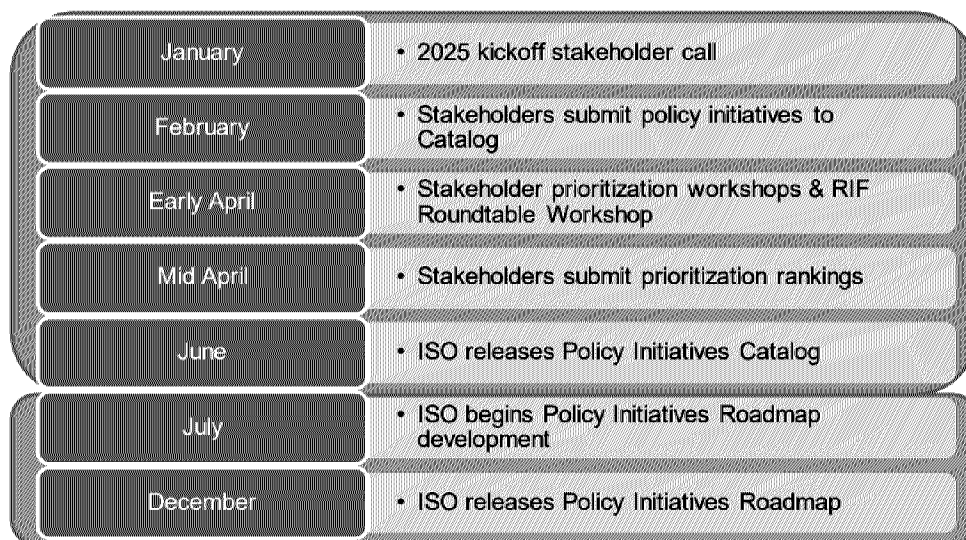 January
• 2025 kickoff stakeholder call
February
• Stakeholders submit policy initiatives to
Catalog
Early April
• Stakeholder prioritization workshops & RIF
Roundtable Workshop
Mid April
• Stakeholders submit prioritization rankings
June
• ISO releases Policy Initiatives Catalog
July
• ISO begins Policy Initiatives Roadmap
development
December
• ISO releases Policy Initiatives Roadmap